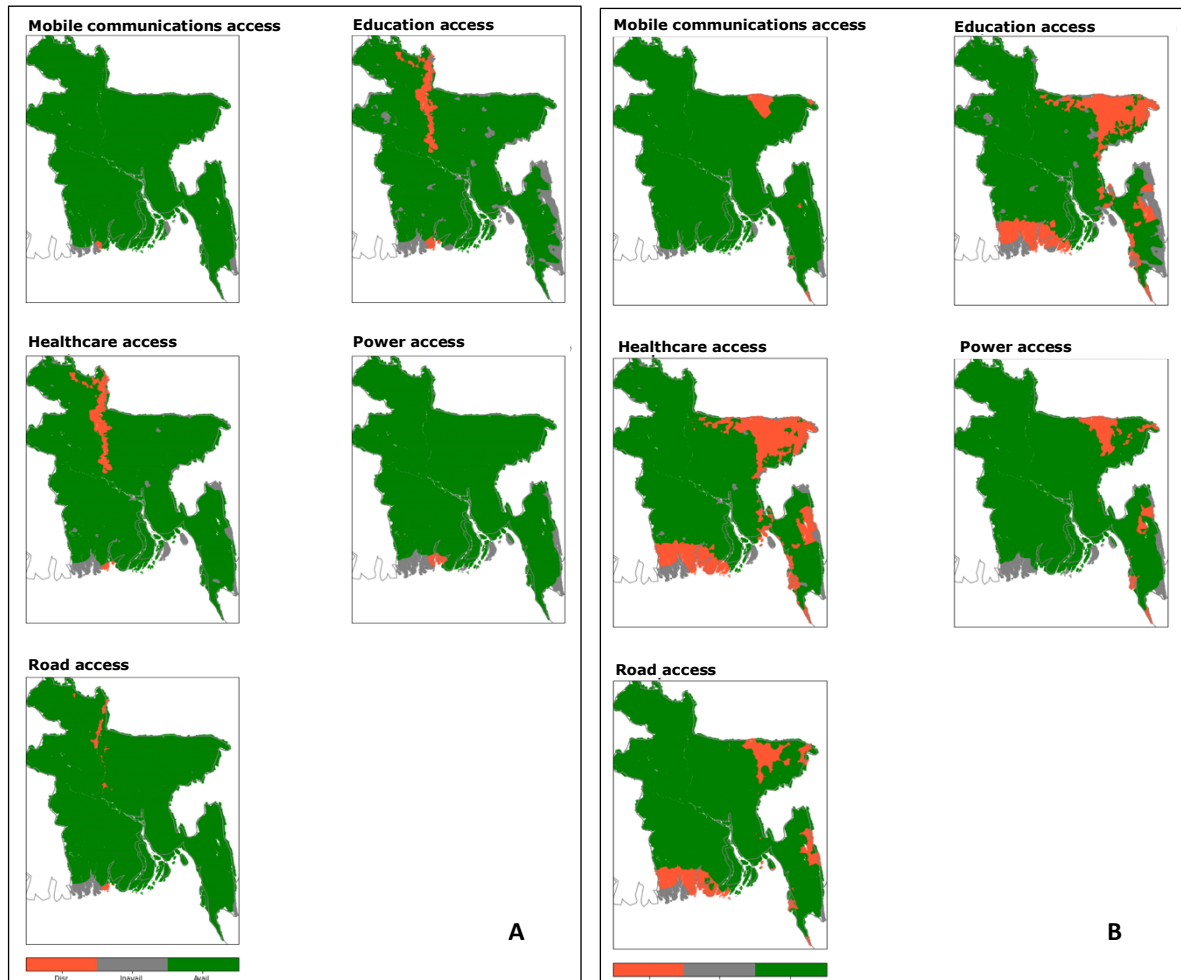 Mobile communications access
Education access
Healthcare access
Power access
Road access
A
Disr.
Inavail.
Avail.
Mobile communications access
Education access
Healthcare access
Power access
Road access
B